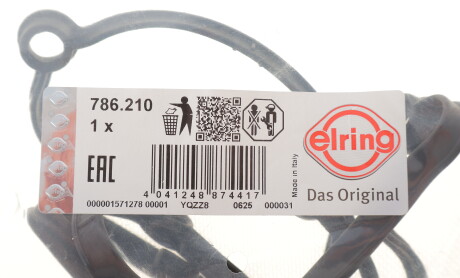 786.210
1 x
elring
Das Original
EAC
Made in Italy
4 041248 874417
000001571278 00001 YQZZ8 0625 000031